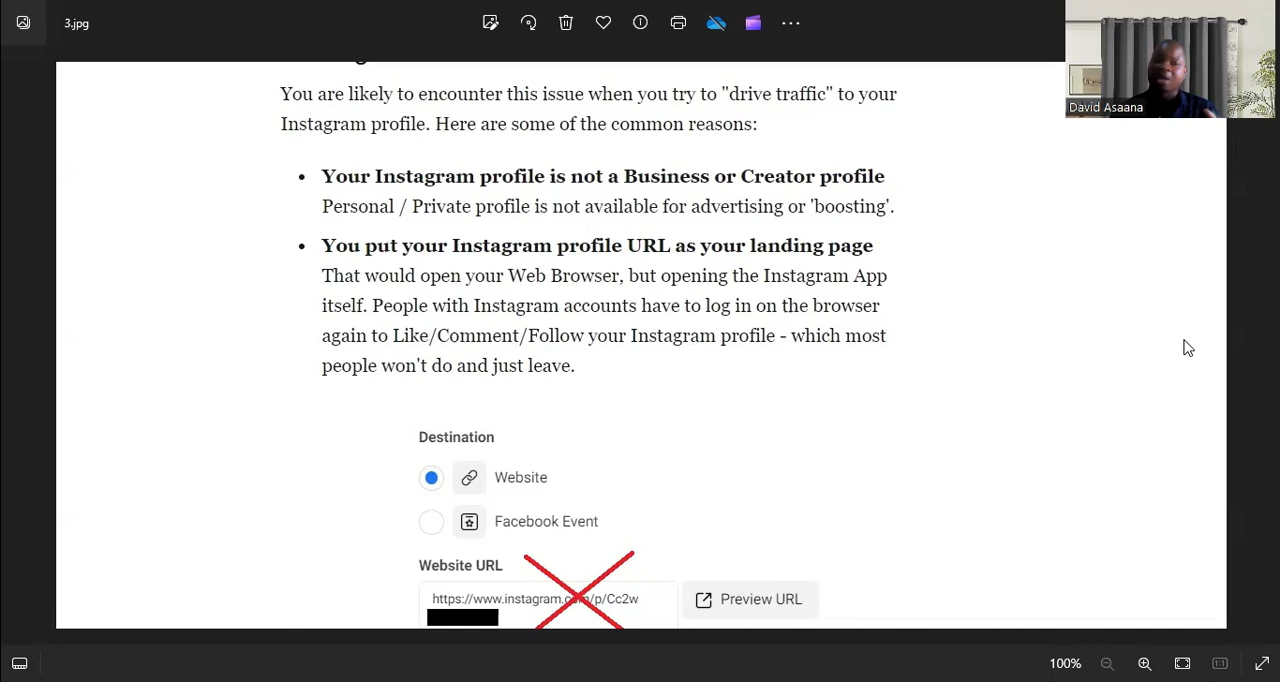 3.jpg
David Asaana
You are likely to encounter this issue when you try to "drive traffic" to your
Instagram profile. Here are some of the common reasons:
• Your Instagram profile is not a Business or Creator profile
Personal / Private profile is not available for advertising or 'boosting'.
• You put your Instagram profile URL as your landing page
That would open your Web Browser, but opening the Instagram App
itself. People with Instagram accounts have to log in on the browser
again to Like/Comment/Follow your Instagram profile - which most
people won't do and just leave.
Destination
Website
Facebook Event
Website URL
https://www.instagram.com/p/Cc2w
Preview URL
100%